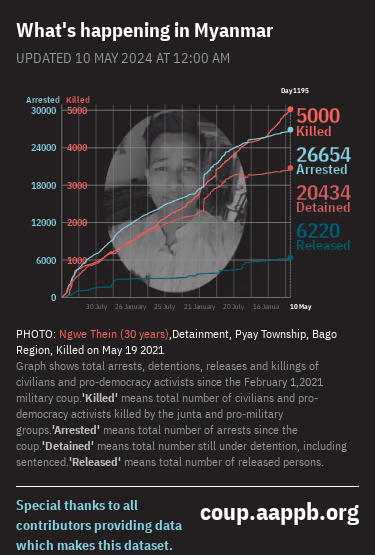 What's happening in Myanmar
UPDATED 10 MAY 2024 AT 12:00 AM
Day1195
Arrested Killed
30000 5000
24000 4000
18000 3000
12000 2000
6000 1000
0
5000
Killed
26654
Arrested
20434
Detained
6220
Released
30 July 26 January 25 July 21 January 20 July 16 Janua 10 May
PHOTO: Ngwe Thein (30 years),Detainment, Pyay Township, Bago
Region, Killed on May 19 2021
Graph shows total arrests, detentions, releases and killings of
civilians and pro-democracy activists since the February 1,2021
military coup.'Killed' means total number of civilians and pro-
democracy activists killed by the junta and pro-military
groups.'Arrested' means total number of arrests since the
coup.'Detained' means total number still under detention, including
sentenced.'Released' means total number of released persons.
Special thanks to all
contributors providing data
which makes this dataset.
coup.aappb.org